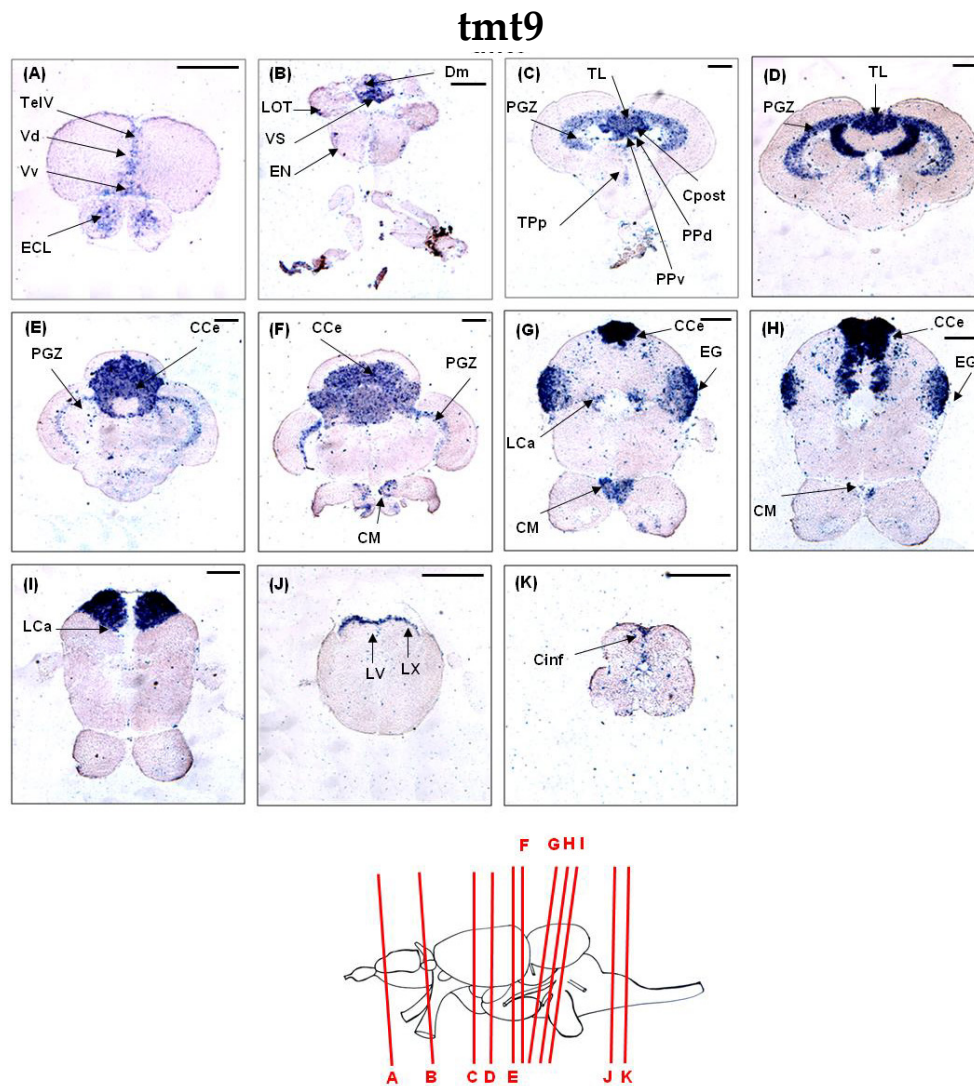 tmt9
(A)
TelV
Vd
Vv
ECL
(B)
Dm
LOT
VS
EN
(C)
TL
PGZ
TPp
Cpost
PPd
PPv
(D)
TL
PGZ
(E)
CCe
PGZ
(F)
CCe
PGZ
CM
(G)
CCe
EG
LCa
CM
(H)
CCe
EG
CM
(I)
LCa
(J)
LV
LX
(K)
Cinf
F
G H I
A
B
C
D
E
J
K